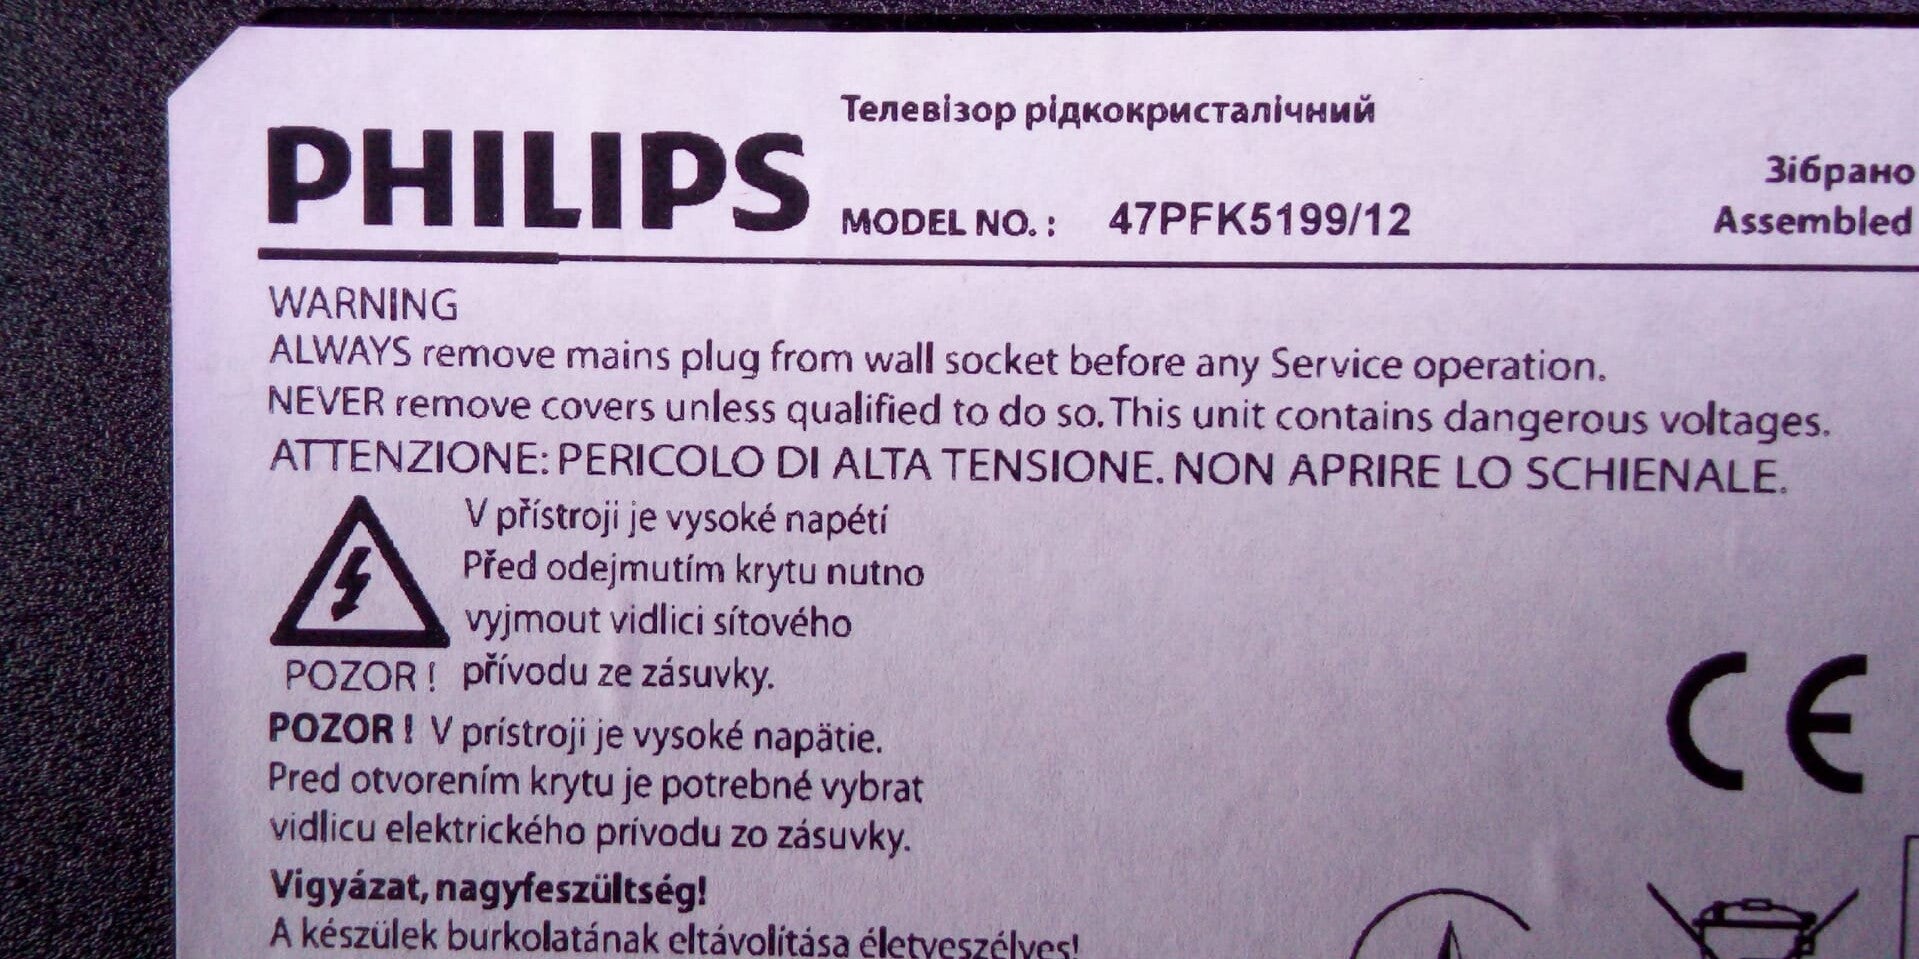 Телевізор рідкокристалічний
PHILIPS
MODEL NO. : 47PFK5199/12
Зібрано
Assembled
WARNING
ALWAYS remove mains plug from wall socket before any Service operation.
NEVER remove covers unless qualified to do so. This unit contains dangerous voltages.
ATTENZIONE: PERICOLO DI ALTA TENSIONE. NON APRIRE LO SCHIENALE.
V přístroji je vysoké napétí
Před odejmutím krytu nutno
vyjmout vidlici sítového
POZOR ! přívodu ze zásuvky.
POZOR ! V prístroji je vysoké napätie.
Pred otvorením krytu je potrebné vybrat
vidlicu elektrického prívodu zo zásuvky.
CE
Vigyázat, nagyfeszültség!
A készülek burkolatának eltávolítása életveszélyes!